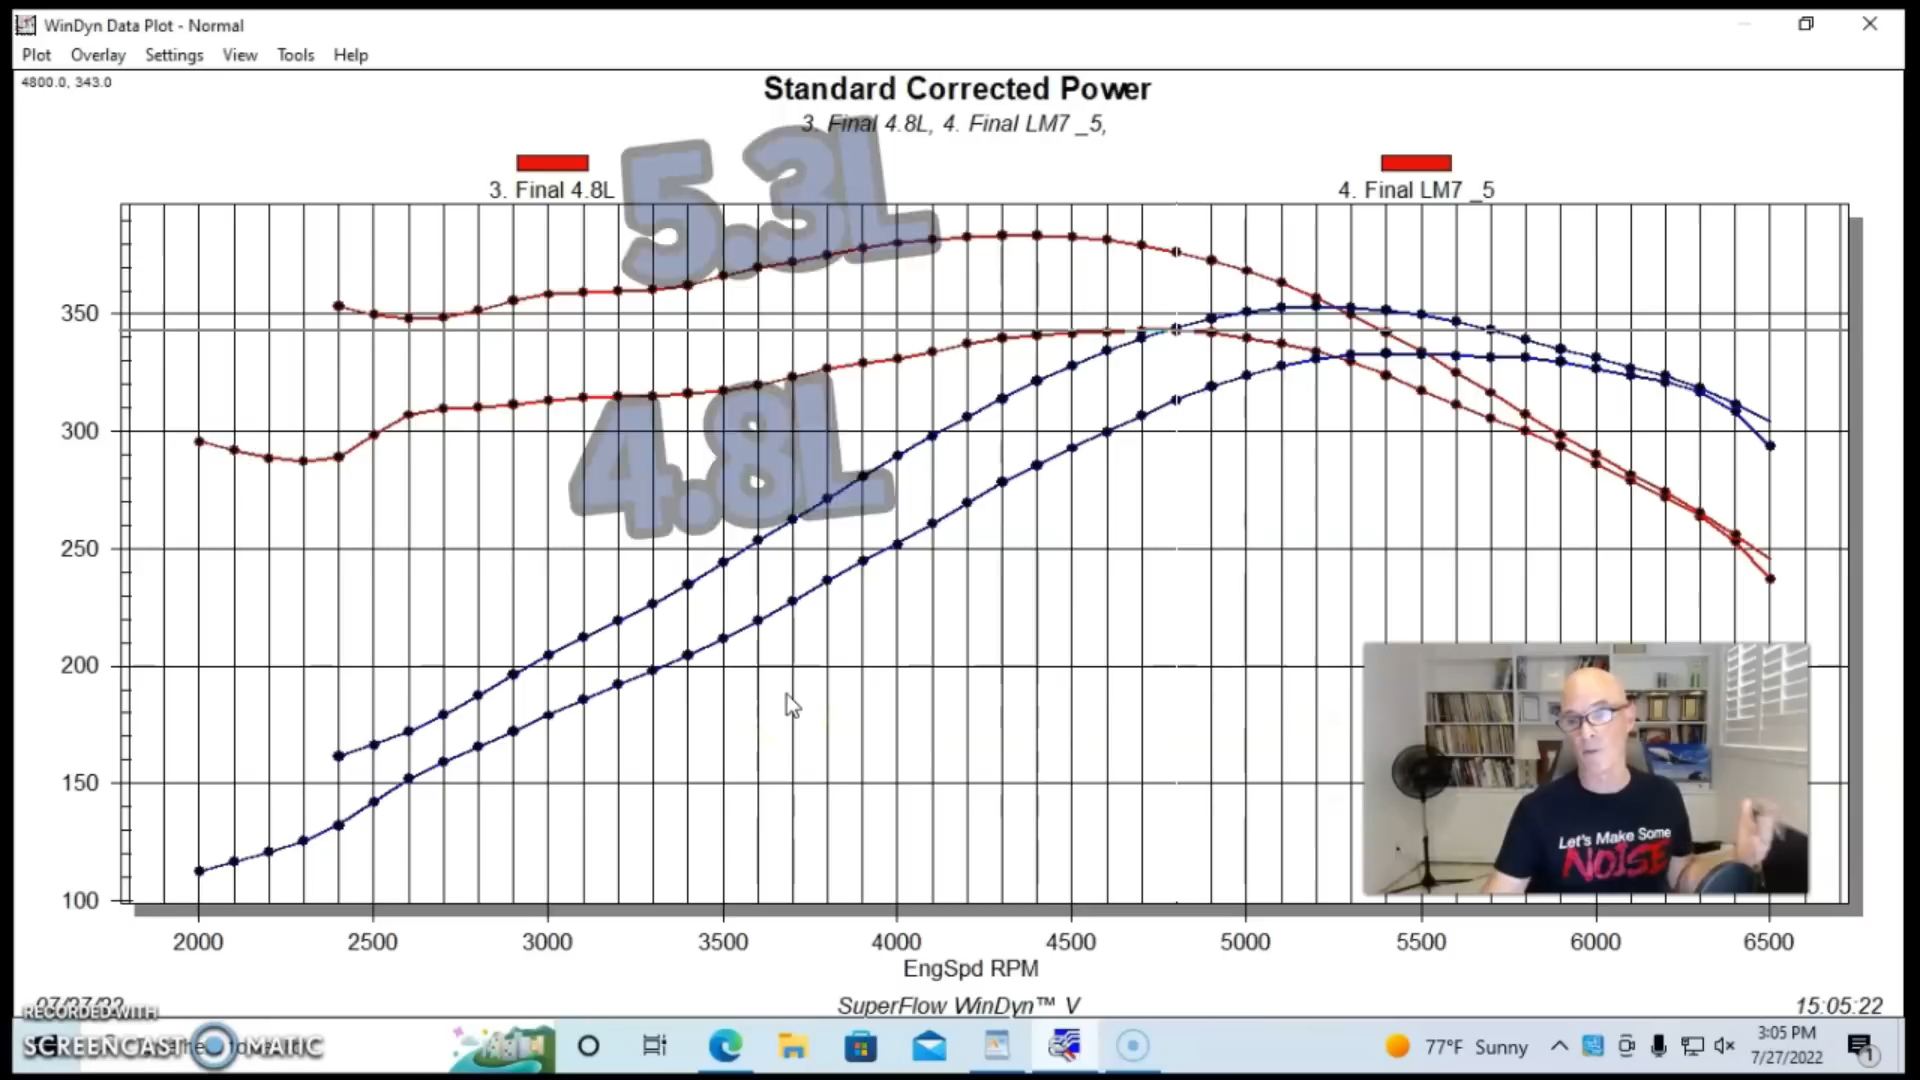 WinDyn Data Plot - Normal
Plot Overlay Settings View Tools Help
4800.0, 343.0
Standard Corrected Power
3. Final 4.8L, 4. Final LM7 _5,
3. Final 4.8L
4. Final LM7 _5
5.3L
4.8L
350
300
250
200
150
100
2000 2500 3000 3500 4000 4500 5000 5500 6000 6500
EngSpd RPM
Let's Make Some
NOISE
07/27/22
SuperFlow WinDyn™ V
15:05:22
RECORDED WITH
SCREENCAST O MATIC
77°F Sunny
3:05 PM
7/27/2022
1